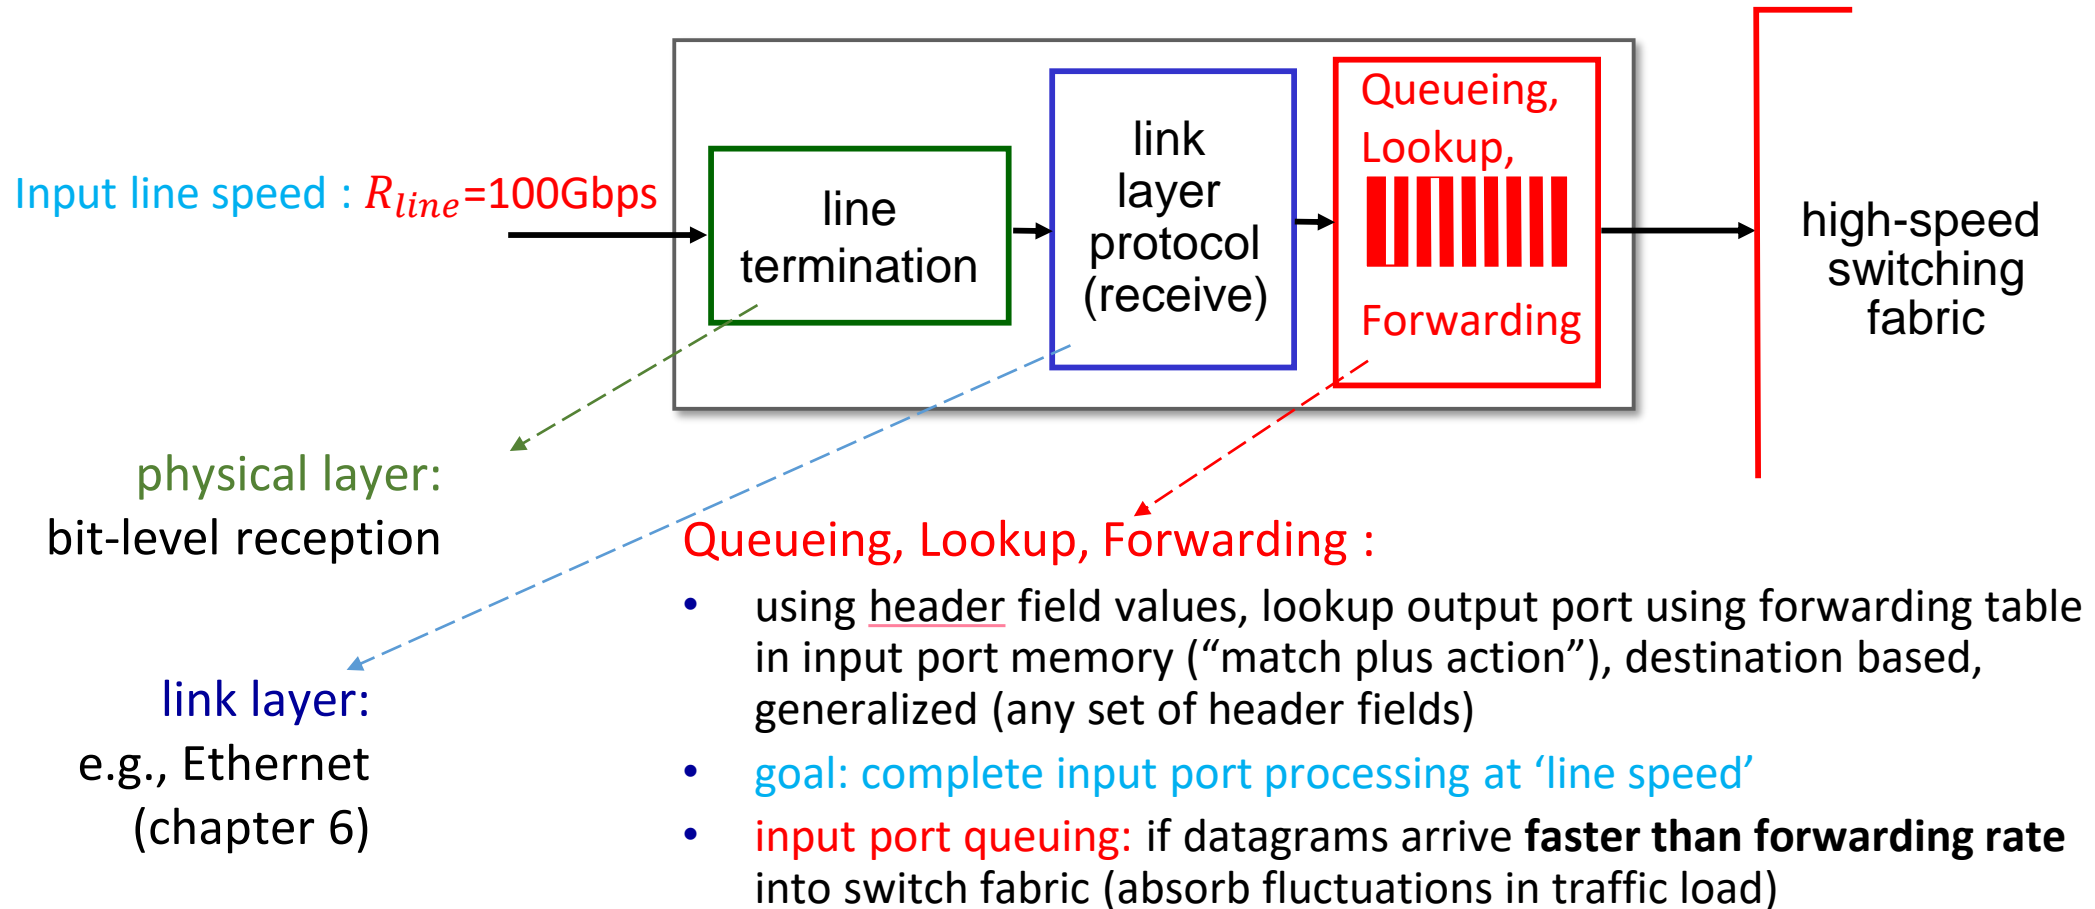 Queueing,
Lookup,
Forwarding
link
layer
protocol
(receive)
line
termination
Input line speed : R_line=100Gbps
high-speed
switching
fabric
physical layer:
bit-level reception
link layer:
e.g., Ethernet
(chapter 6)
Queueing, Lookup, Forwarding :
• using header field values, lookup output port using forwarding table
in input port memory (“match plus action”), destination based,
generalized (any set of header fields)
• goal: complete input port processing at ‘line speed’
• input port queuing: if datagrams arrive faster than forwarding rate
into switch fabric (absorb fluctuations in traffic load)